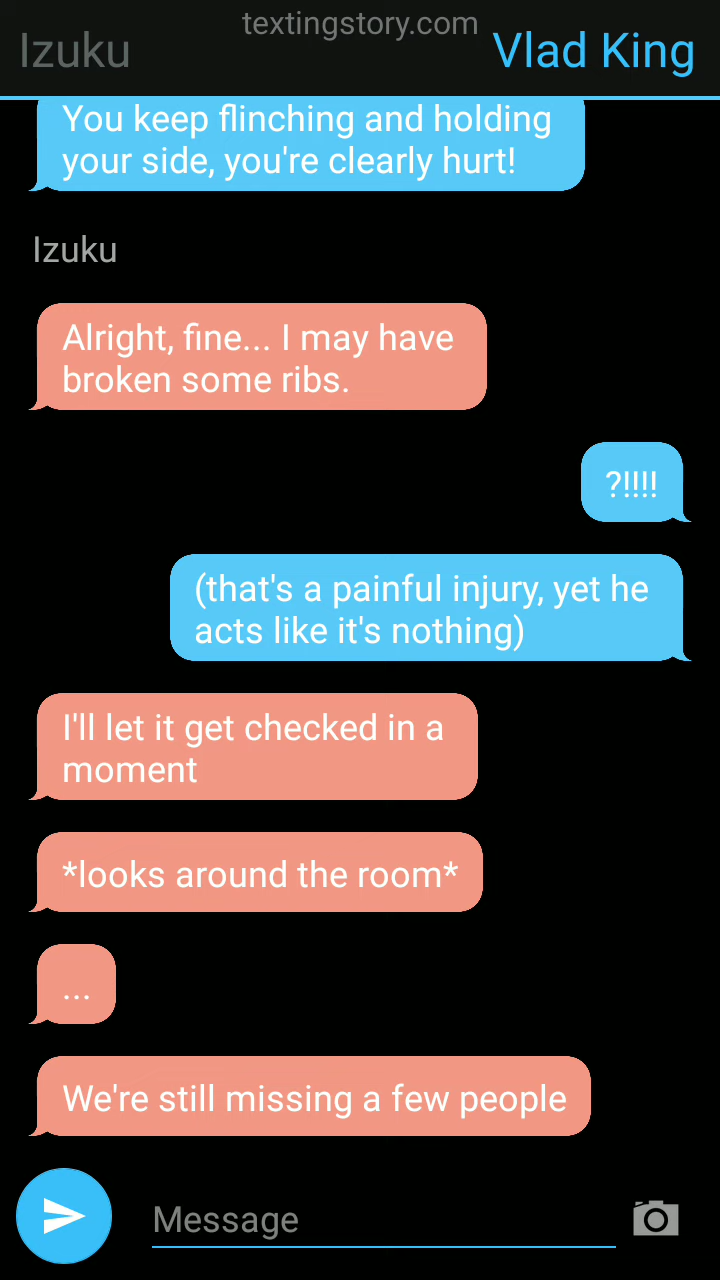 textingstory.com
Izuku
Vlad King
You keep flinching and holding
your side, you're clearly hurt!
Izuku
Alright, fine... I may have
broken some ribs.
?!!!!
(that's a painful injury, yet he
acts like it's nothing)
I'll let it get checked in a
moment
*looks around the room*
...
We're still missing a few people
Message